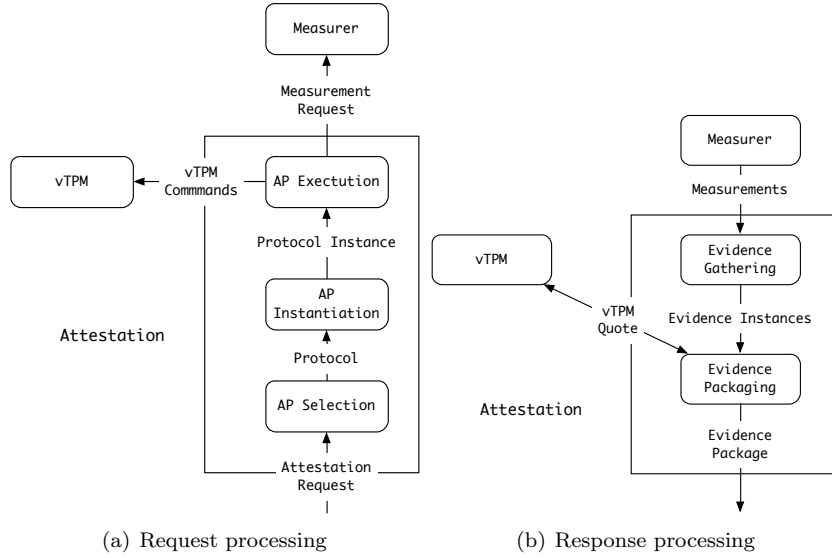 Measurer
Measurement
Request
vTPM
vTPM
Commmands
AP Exectution
Protocol Instance
AP
Instantiation
Attestation
Protocol
AP Selection
Attestation
Request
(a) Request processing
Measurer
Measurements
vTPM
Evidence
Gathering
vTPM
Quote
Evidence Instances
Evidence
Packaging
Attestation
Evidence
Package
(b) Response processing